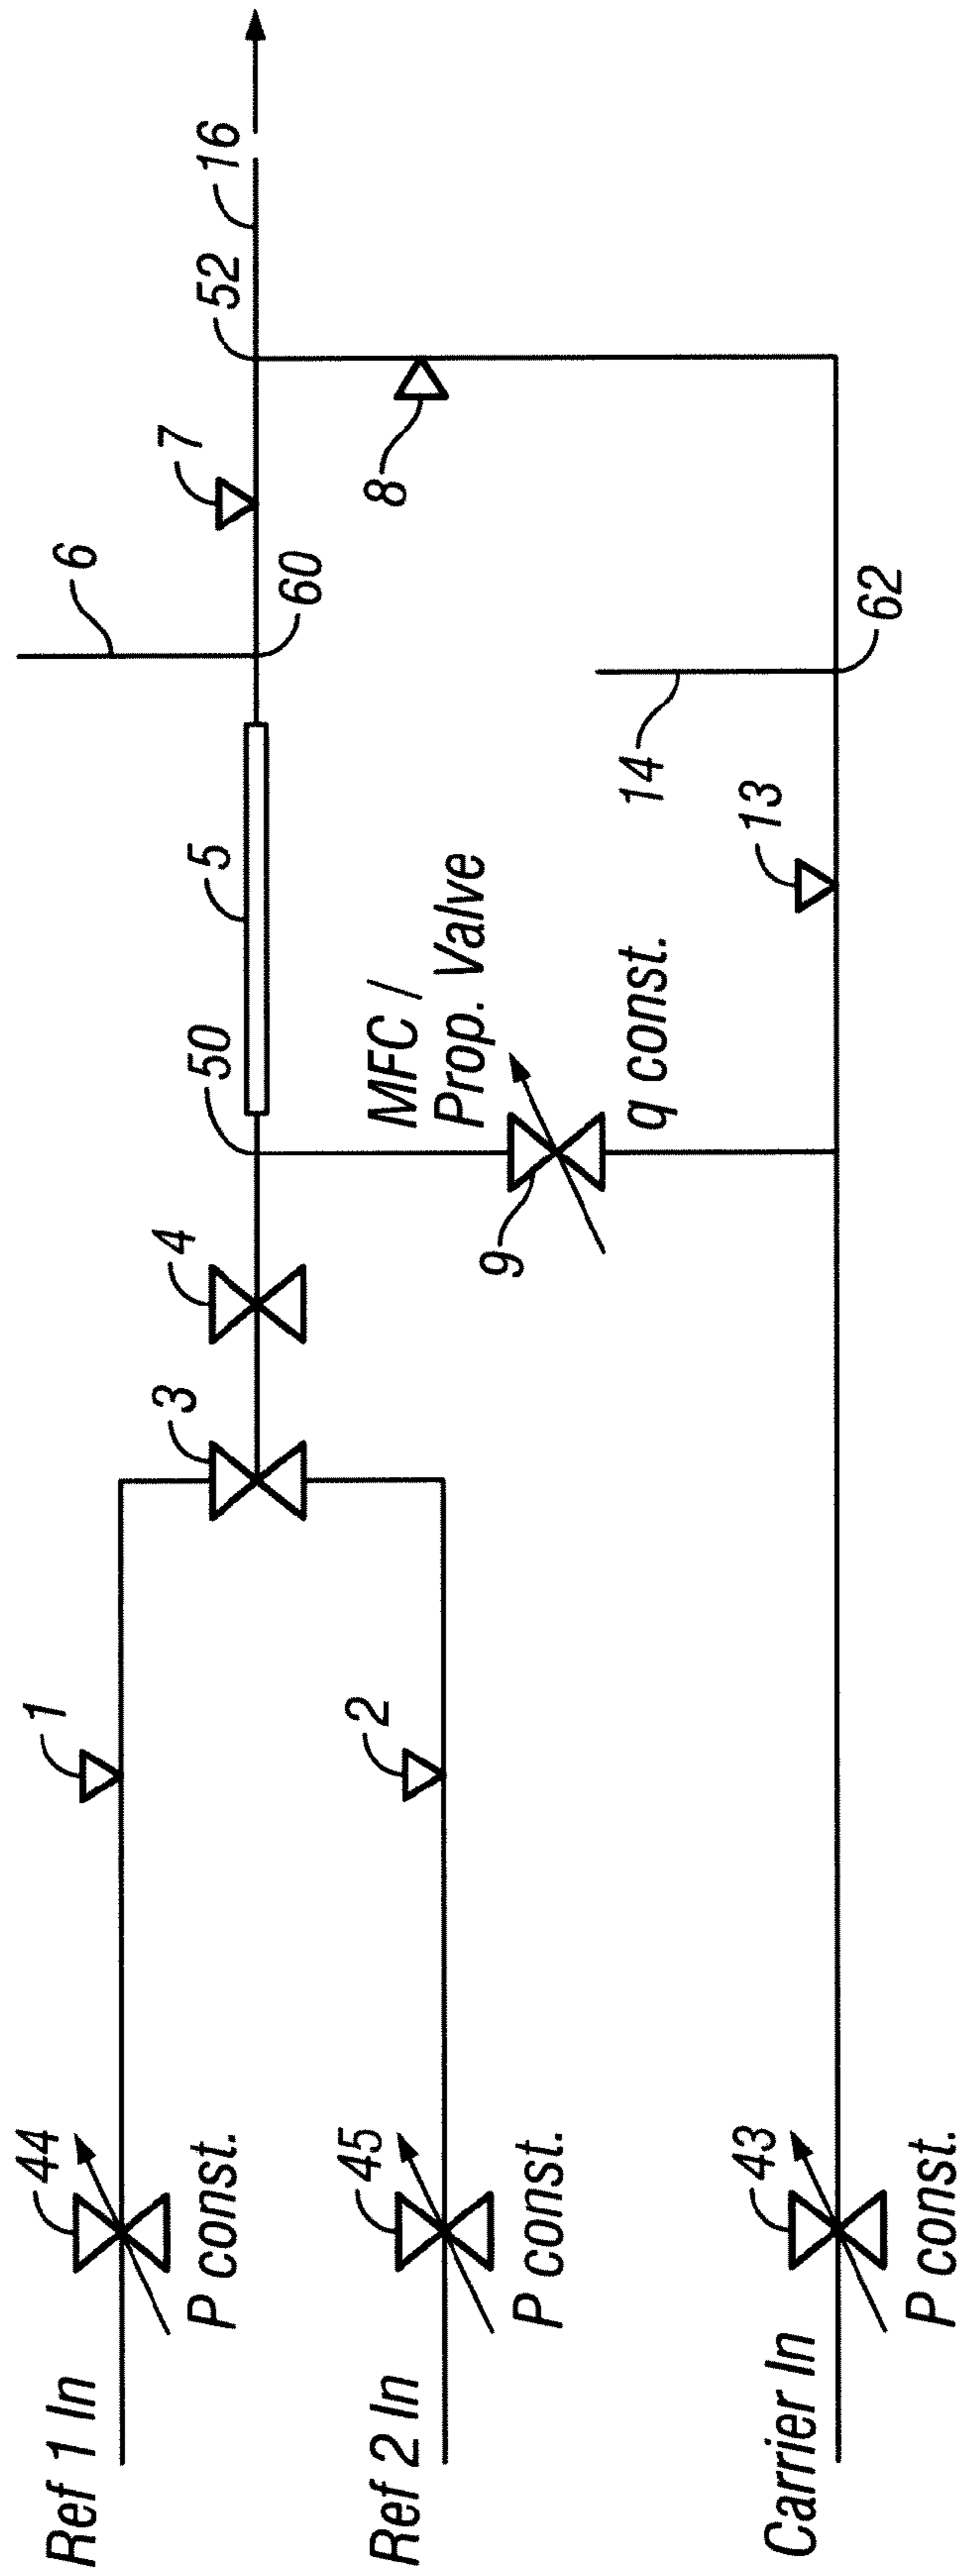 Ref 1 In
44
P const.
1
3
4
50
5
6
60
7
52
16
Ref 2 In
45
P const.
2
MFC /
Prop. Valve
9
q const.
8
Carrier In
43
P const.
13
14
62